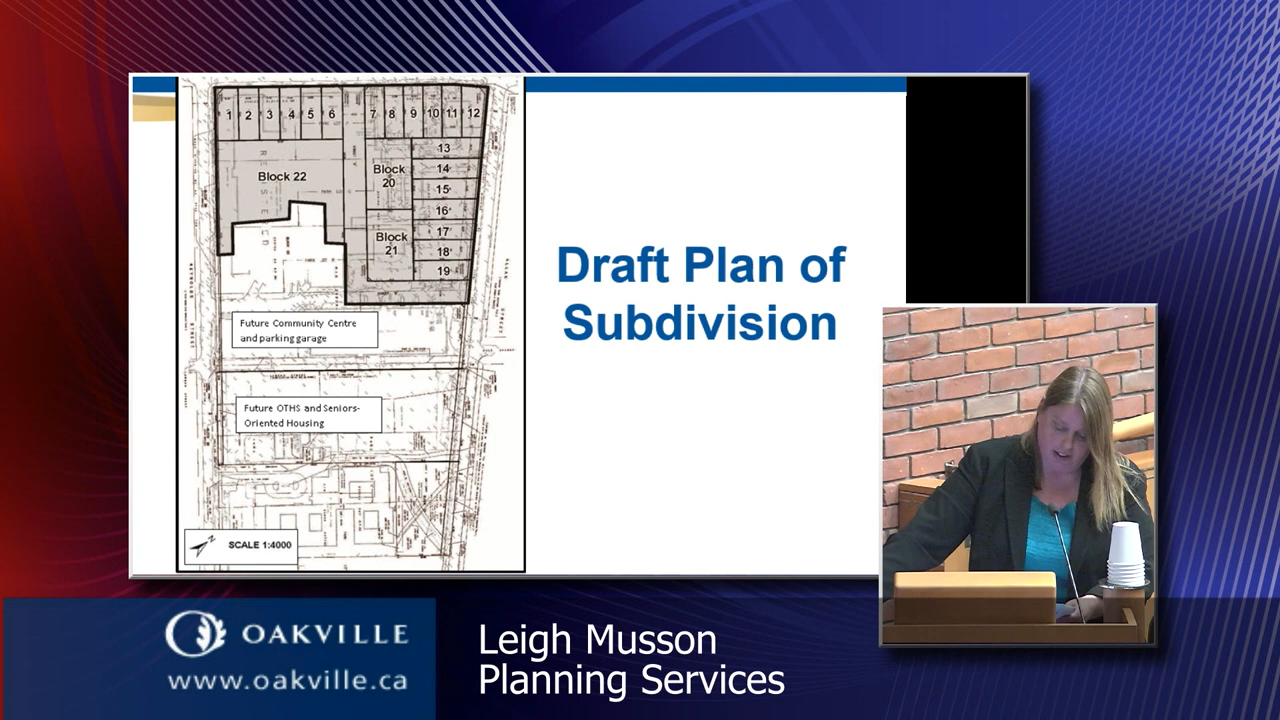 1 2 3 4 5 6 7 8 9 10 11 12
13
Block 22
Block
20
14
15
16
Block
21
17
18
19
Draft Plan of
Subdivision
Future Community Centre
and parking garage
Future OTHS and Seniors-
Oriented Housing
SCALE 1:4000
OAKVILLE
www.oakville.ca
Leigh Musson
Planning Services